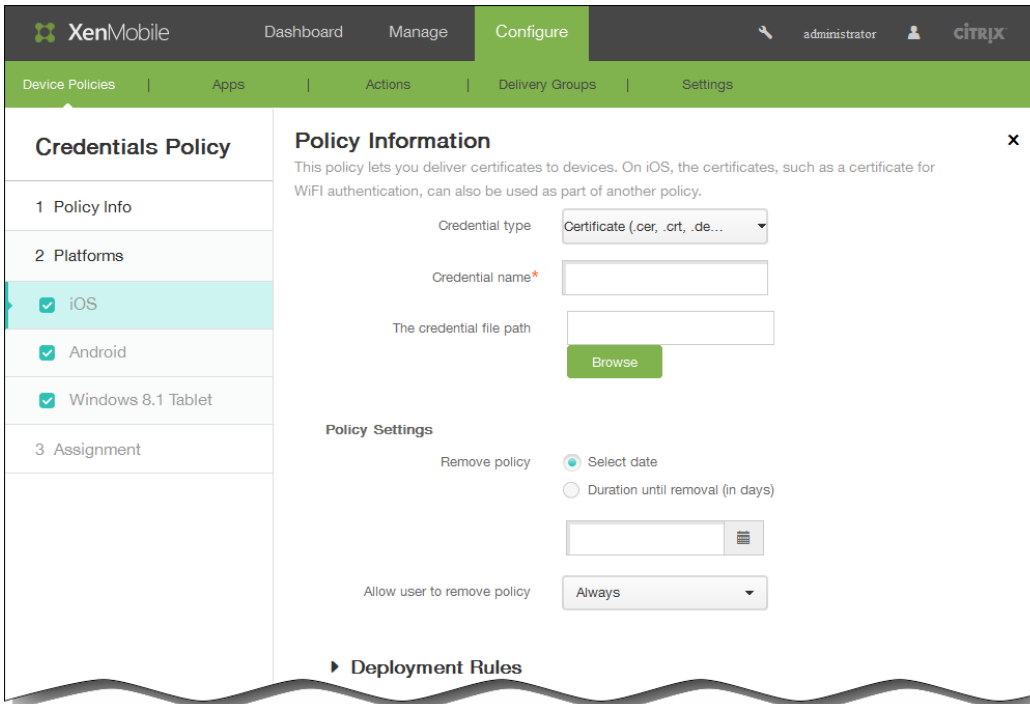 XenMobile Dashboard Manage Configure administrator CITRIX
Device Policies | Apps | Actions | Delivery Groups | Settings
Credentials Policy
1 Policy Info
2 Platforms
iOS
Android
Windows 8.1 Tablet
3 Assignment
Policy Information
This policy lets you deliver certificates to devices. On iOS, the certificates, such as a certificate for
WiFI authentication, can also be used as part of another policy.
Credential type Certificate (.cer, .crt, .de...
Credential name*
The credential file path
Browse
Policy Settings
Remove policy Select date
Duration until removal (in days)
Allow user to remove policy Always
Deployment Rules